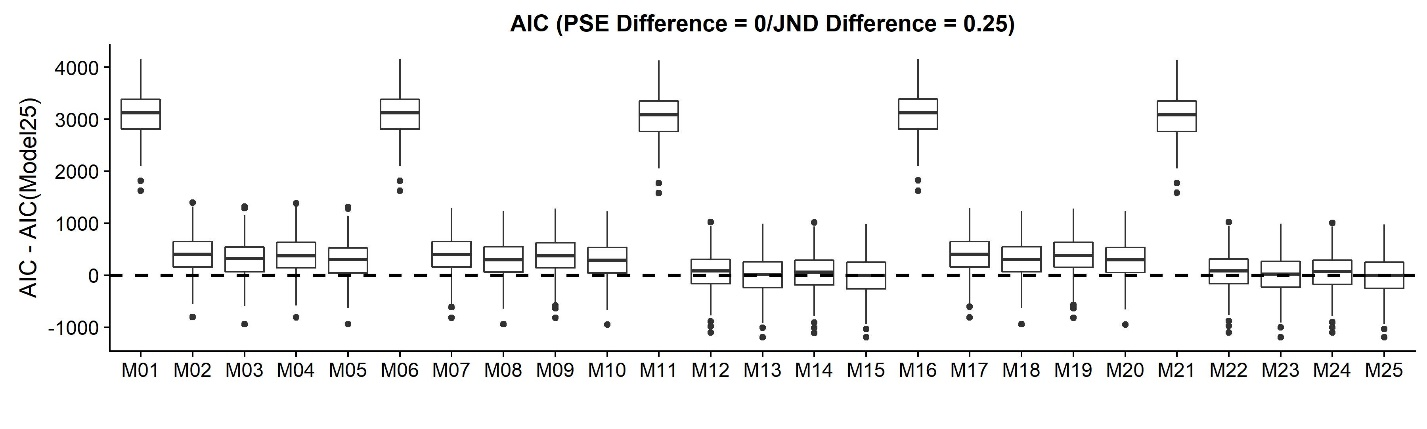 AIC (PSE Difference = 0/JND Difference = 0.25)
AIC - AIC(Model25)
4000
3000
2000
1000
0
-1000
M01 M02 M03 M04 M05 M06 M07 M08 M09 M10 M11 M12 M13 M14 M15 M16 M17 M18 M19 M20 M21 M22 M23 M24 M25